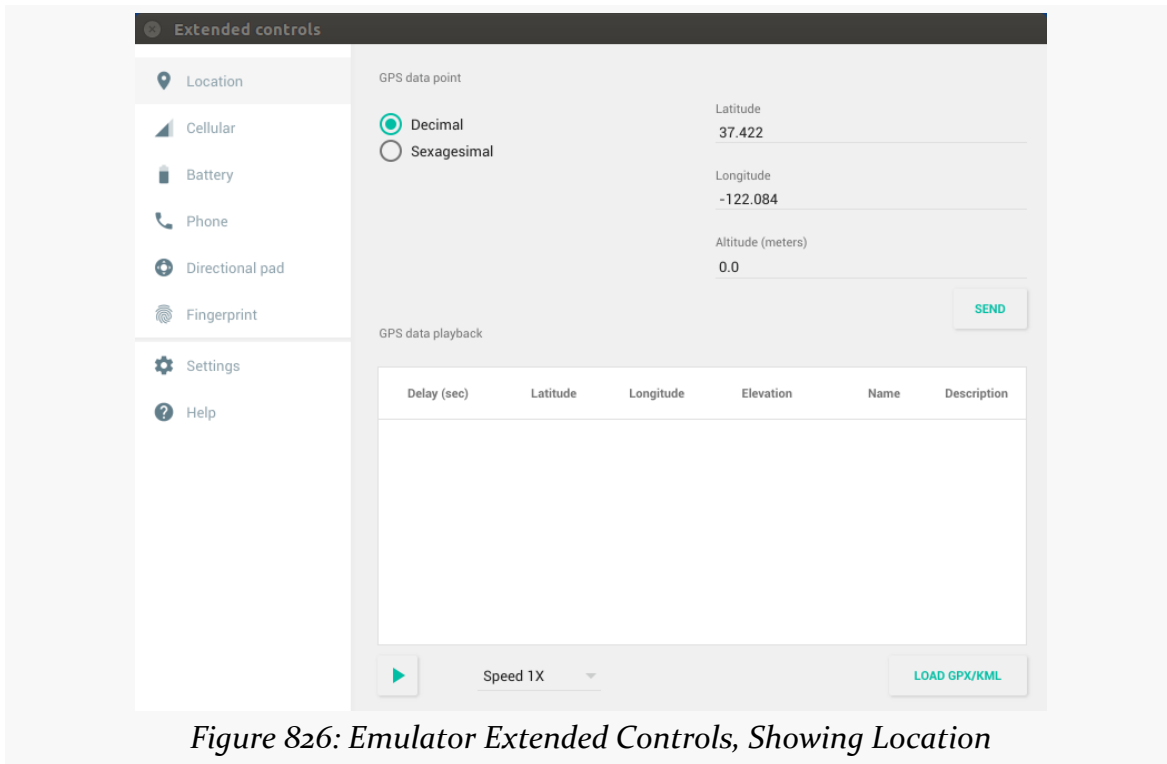 Extended controls
Location
Cellular
Battery
Phone
Directional pad
Fingerprint
Settings
Help
GPS data point
Decimal
Sexagesimal
Latitude
37.422
Longitude
-122.084
Altitude (meters)
0.0
SEND
GPS data playback
Delay (sec) Latitude Longitude Elevation Name Description
Speed 1X
LOAD GPX/KML
Figure 826: Emulator Extended Controls, Showing Location